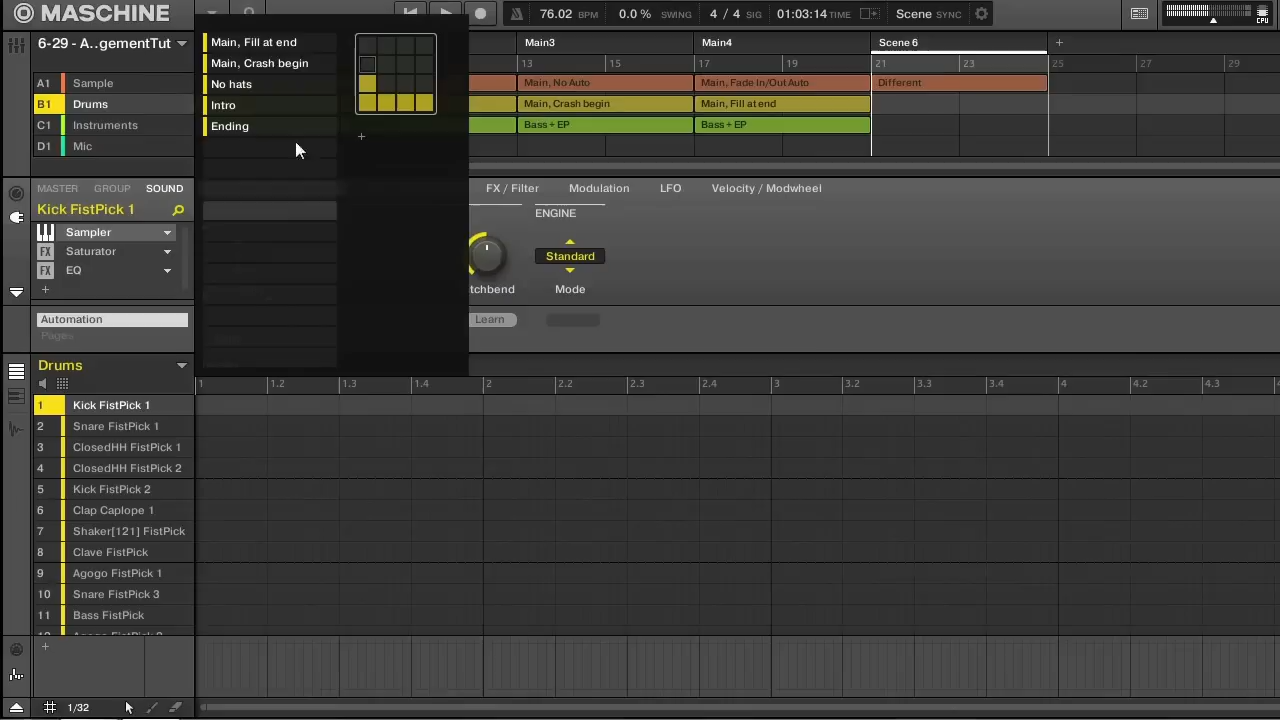 MASCHINE
76.02 BPM 0.0 % SWING 4 / 4 SIG 01:03:14 TIME Scene SYNC
CPU
6-29 - A..gementTut
Main, Fill at end
Main, Crash begin
No hats
Intro
Ending
Main3 Main4 Scene 6
13 15 17 19 21 23 25 27 29
A1 Sample
B1 Drums
C1 Instruments
D1 Mic
Main, No Auto Main, Fade In/Out Auto Different
Main, Crash begin Main, Fill at end
Bass + EP Bass + EP
MASTER GROUP SOUND
Kick FistPick 1
Sampler
FX Saturator
FX EQ
FX / Filter Modulation LFO Velocity / Modwheel
ENGINE
Standard
tchbend Mode
Automation
Pages
Learn
Drums
1 1.2 1.3 1.4 2 2.2 2.3 2.4 3 3.2 3.3 3.4 4 4.2 4.3
1 Kick FistPick 1
2 Snare FistPick 1
3 ClosedHH FistPick 1
4 ClosedHH FistPick 2
5 Kick FistPick 2
6 Clap Caplope 1
7 Shaker[121] FistPick
8 Clave FistPick
9 Agogo FistPick 1
10 Snare FistPick 3
11 Bass FistPick
12 Agogo FistPick 2
1/32